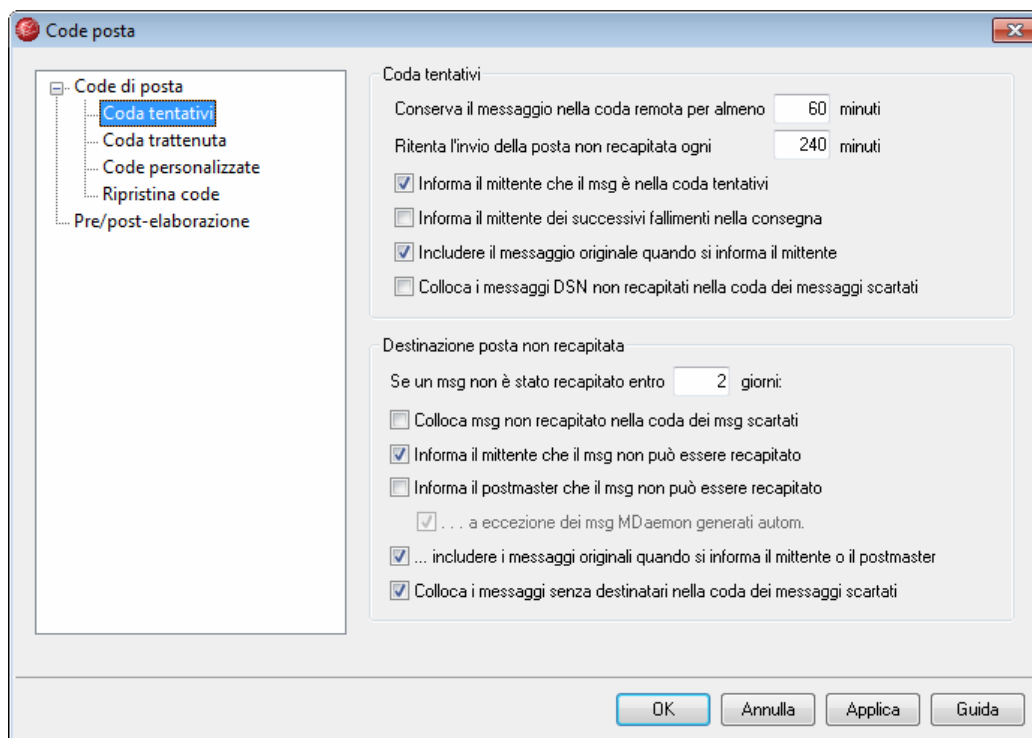 Code posta
Code di posta
Coda tentativi
Coda trattenuta
Code personalizzate
Ripristina code
Pre/post-elaborazione
Coda tentativi
Conserva il messaggio nella coda remota per almeno 60 minuti
Ritenta l'invio della posta non recapitata ogni 240 minuti
Informa il mittente che il msg è nella coda tentativi
Informa il mittente dei successivi fallimenti nella consegna
Includere il messaggio originale quando si informa il mittente
Colloca i messaggi DSN non recapitati nella coda dei messaggi scartati
Destinazione posta non recapitata
Se un msg non è stato recapitato entro 2 giorni:
Colloca msg non recapitato nella coda dei msg scartati
Informa il mittente che il msg non può essere recapitato
Informa il postmaster che il msg non può essere recapitato
. . . a eccezione dei msg MDaemon generati autom.
... includere i messaggi originali quando si informa il mittente o il postmaster
Colloca i messaggi senza destinatari nella coda dei messaggi scartati
OK Annulla Applica Guida